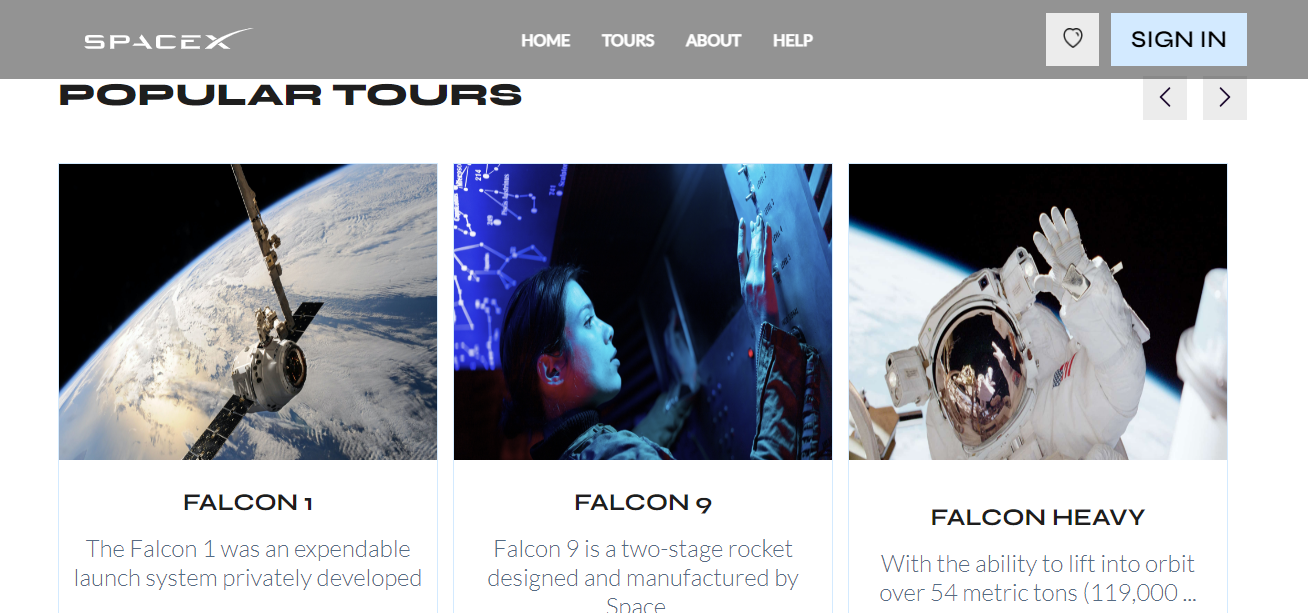 SPACEX
HOME TOURS ABOUT HELP
SIGN IN
POPULAR TOURS
FALCON 1
The Falcon 1 was an expendable
launch system privately developed
FALCON 9
Falcon 9 is a two-stage rocket
designed and manufactured by
Space
FALCON HEAVY
With the ability to lift into orbit
over 54 metric tons (119,000 ...